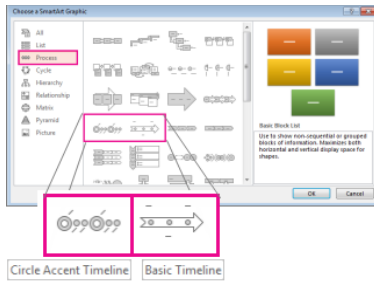 Choose a SmartArt Graphic
All
List
Process
Cycle
Hierarchy
Relationship
Matrix
Pyramid
Picture
Basic Block List
Use to show non-sequential or grouped
blocks of information. Maximizes both
horizontal and vertical display space for
shapes.
OK
Cancel
Circle Accent Timeline
Basic Timeline